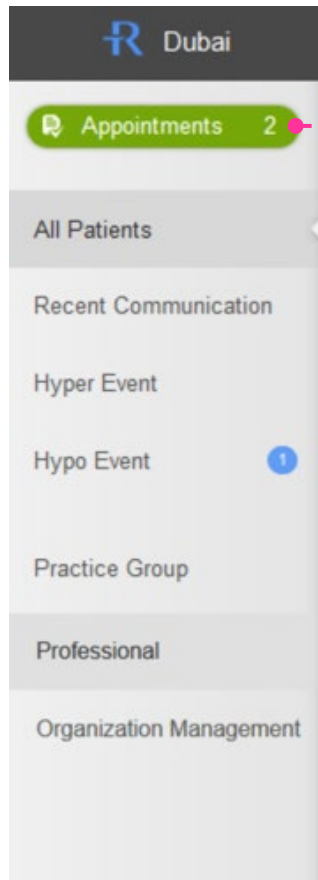 Dubai
Appointments 2
All Patients
Recent Communication
Hyper Event
Hypo Event 1
Practice Group
Professional
Organization Management